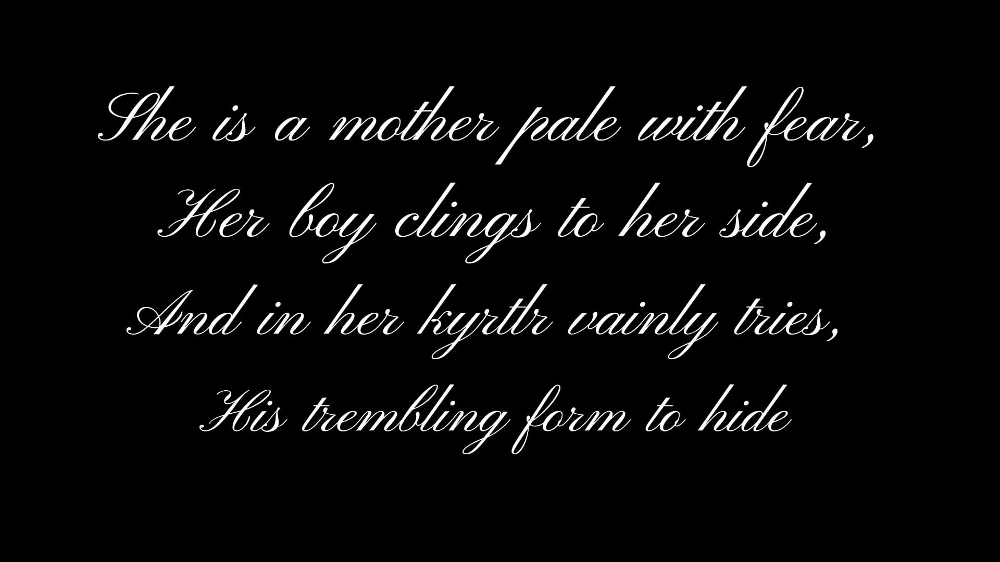 She is a mother pale with fear,
Her boy clings to her side,
And in her kyrtlr vainly tries,
His trembling form to hide